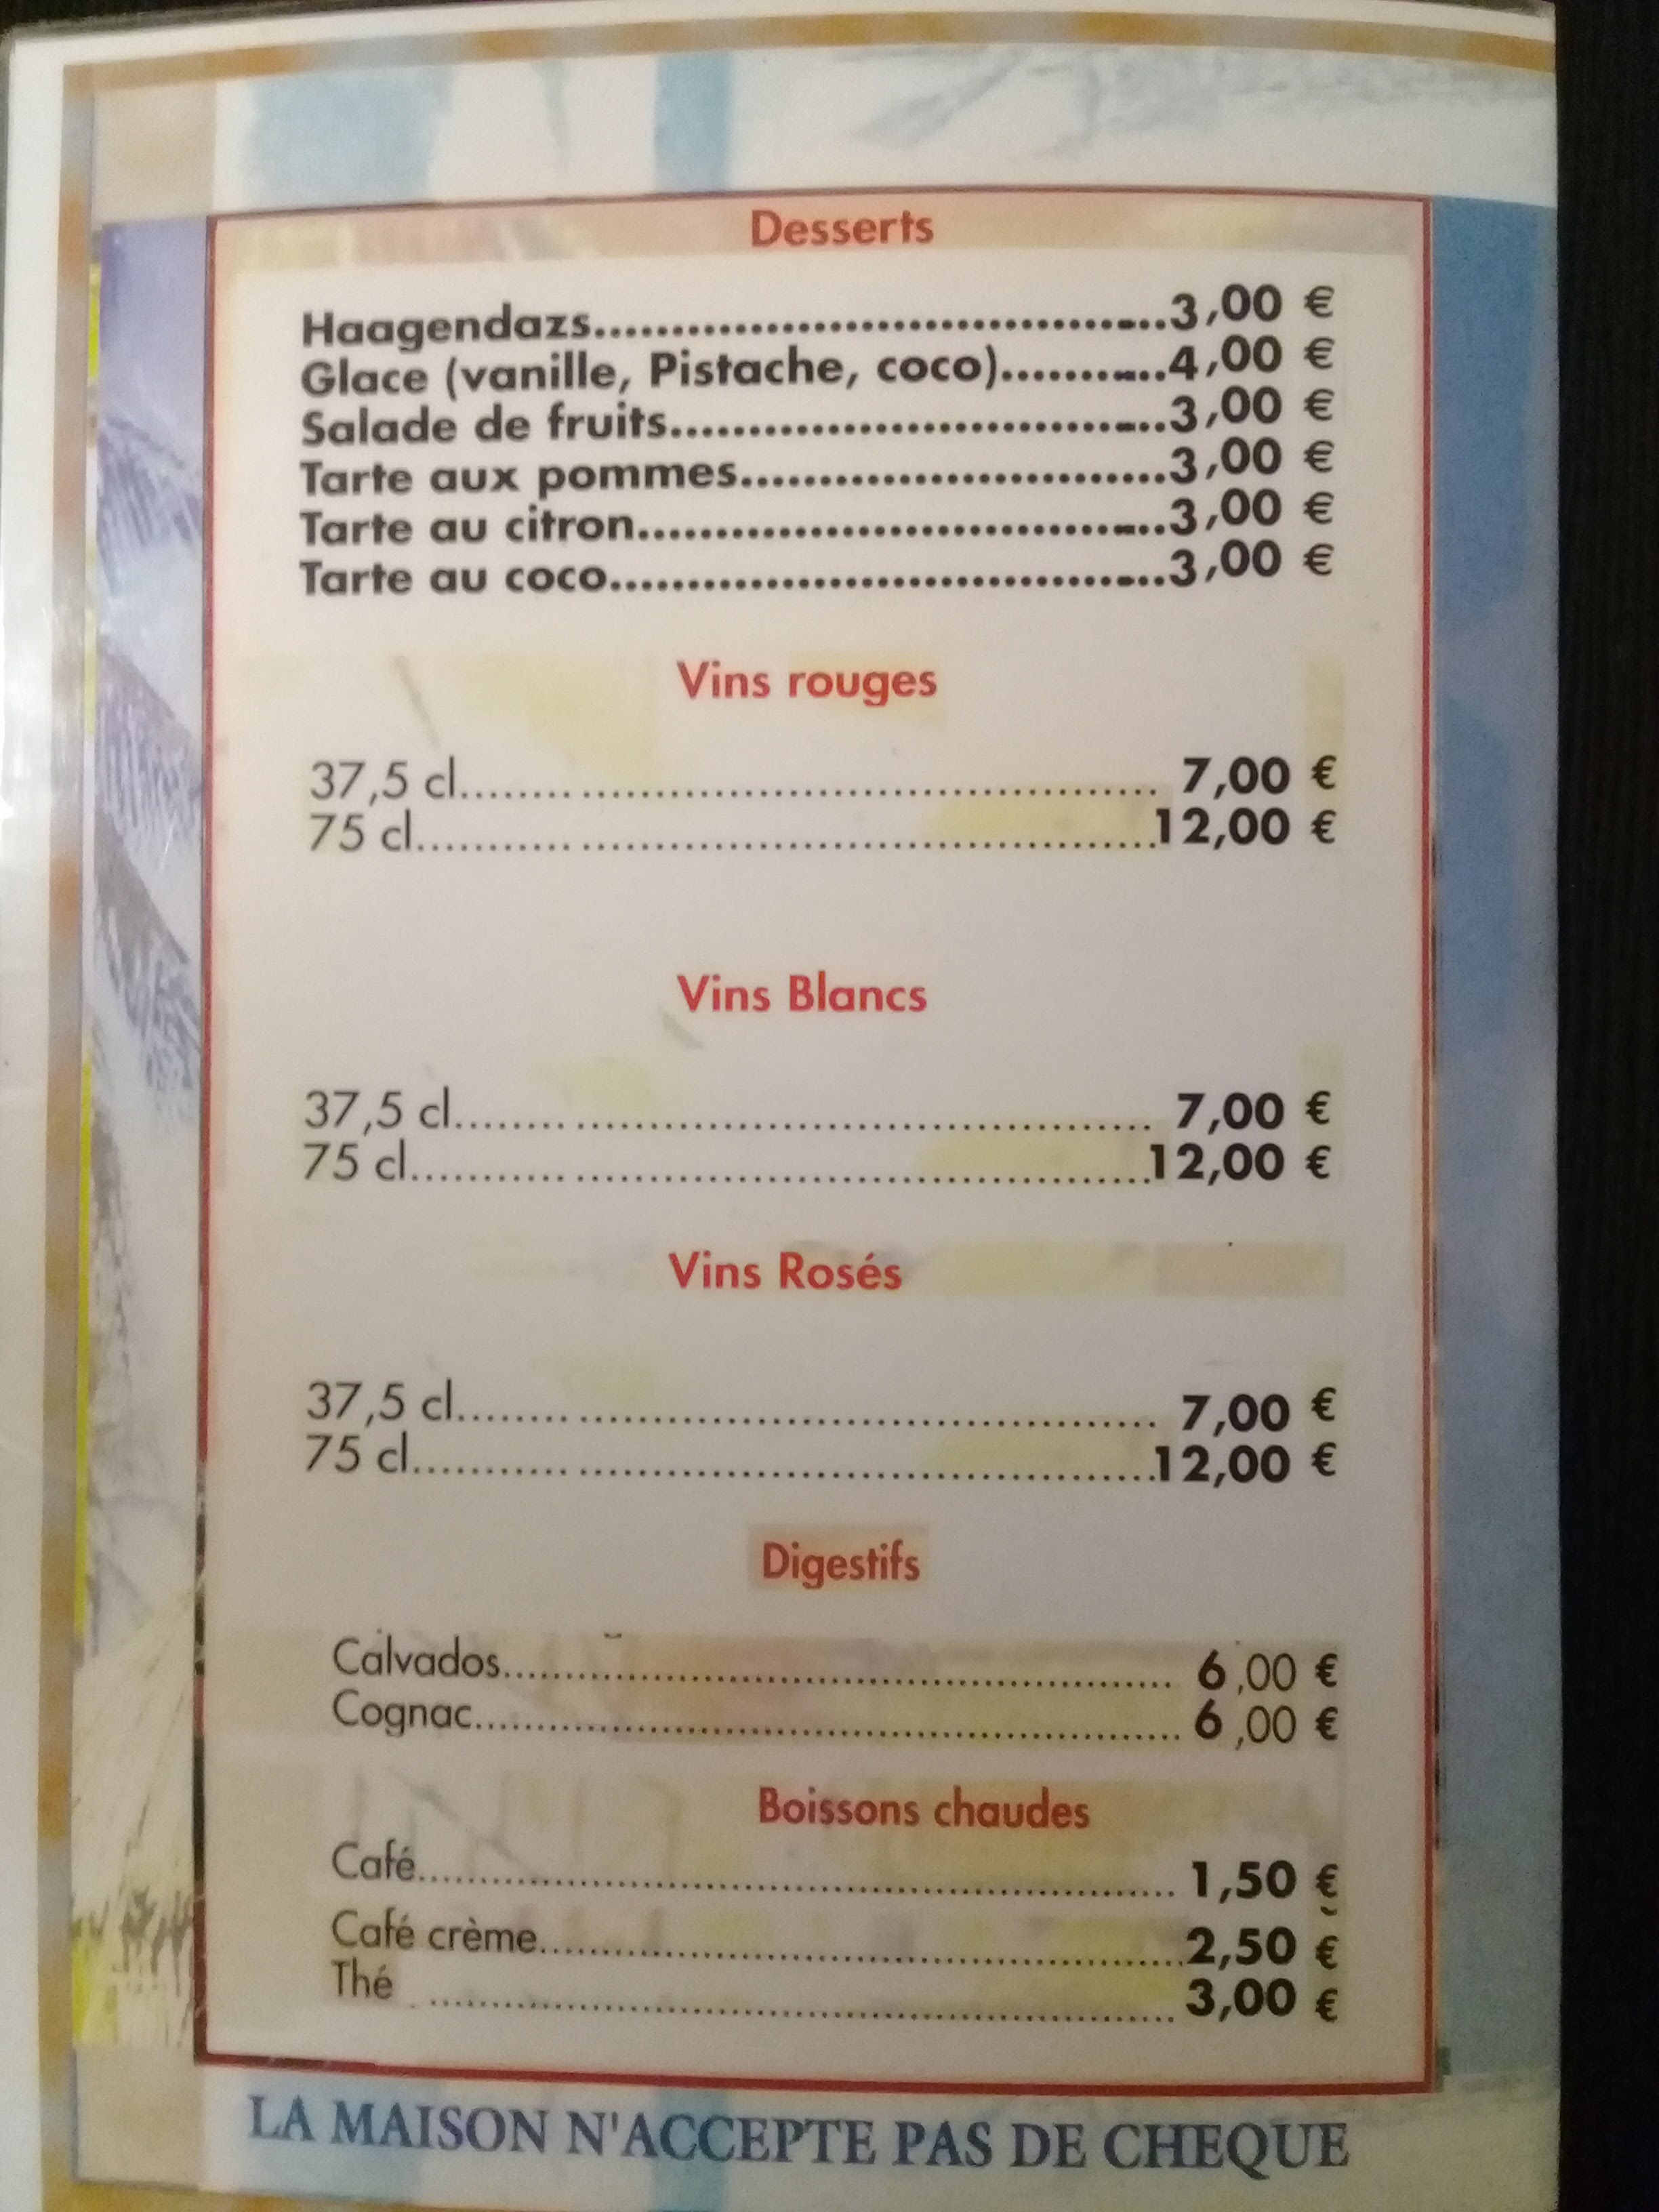 Desserts
Haagendazs.......................................3,00 €
Glace (vanille, Pistache, coco)...........4,00 €
Salade de fruits..................................3,00 €
Tarte aux pommes.............................3,00 €
Tarte au citron....................................3,00 €
Tarte au coco......................................3,00 €
Vins rouges
37,5 cl................................................ 7,00 €
75 cl...................................................12,00 €
Vins Blancs
37,5 cl................................................ 7,00 €
75 cl...................................................12,00 €
Vins Rosés
37,5 cl................................................ 7,00 €
75 cl...................................................12,00 €
Digestifs
Calvados............................................................ 6,00 €
Cognac............................................................... 6,00 €
Boissons chaudes
Café.................................................................... 1,50 €
Café crème.........................................................2,50 €
Thé .................................................................... 3,00 €
LA MAISON N'ACCEPTE PAS DE CHEQUE